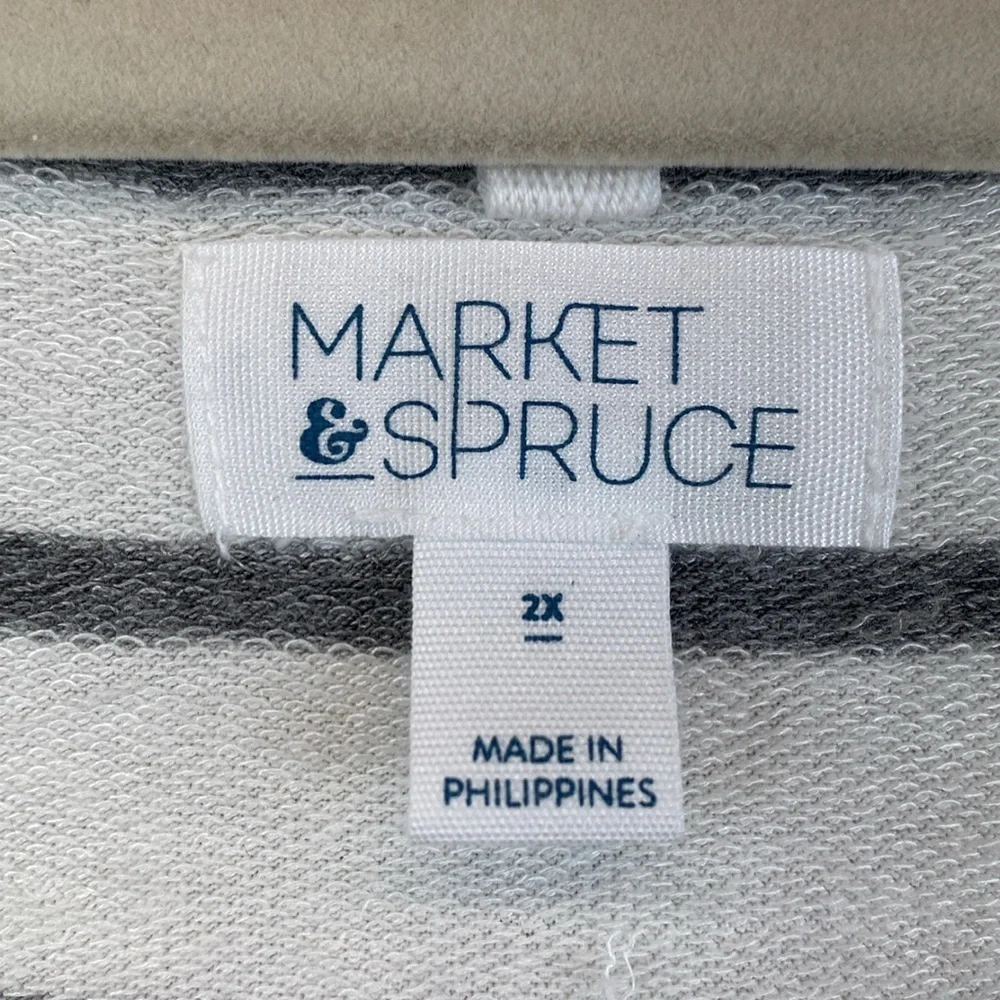 MARKET
& SPRUCE
2X
MADE IN
PHILIPPINES